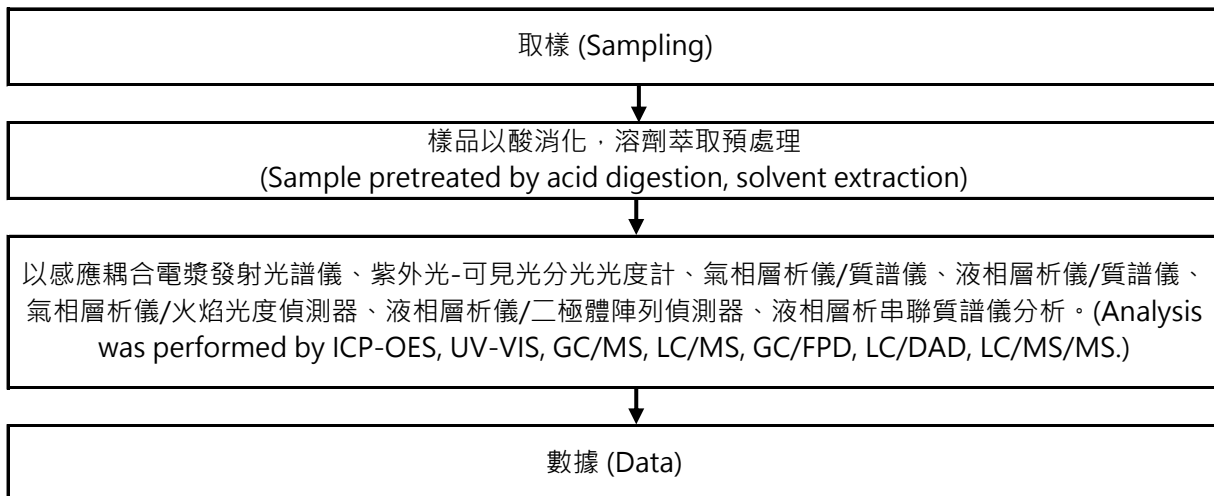 取樣 (Sampling)
樣品以酸消化，溶劑萃取預處理
(Sample pretreated by acid digestion, solvent extraction)
以感應耦合電漿發射光譜儀、紫外光-可見光分光光度計、氣相層析儀/質譜儀、液相層析儀/質譜儀、
氣相層析儀/火焰光度偵測器、液相層析儀/二極體陣列偵測器、液相層析串聯質譜儀分析。(Analysis
was performed by ICP-OES, UV-VIS, GC/MS, LC/MS, GC/FPD, LC/DAD, LC/MS/MS.)
數據 (Data)